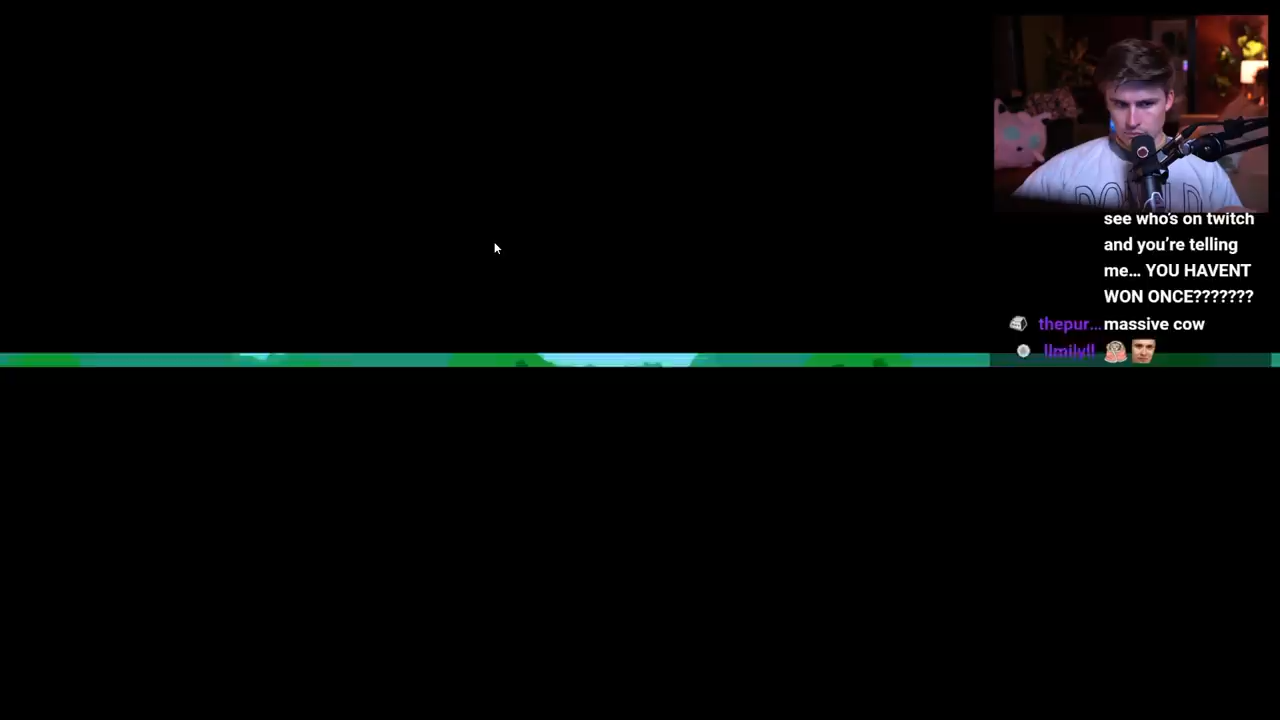 see who's on twitch
and you're telling
me... YOU HAVENT
WON ONCE???????
thepur... massive cow